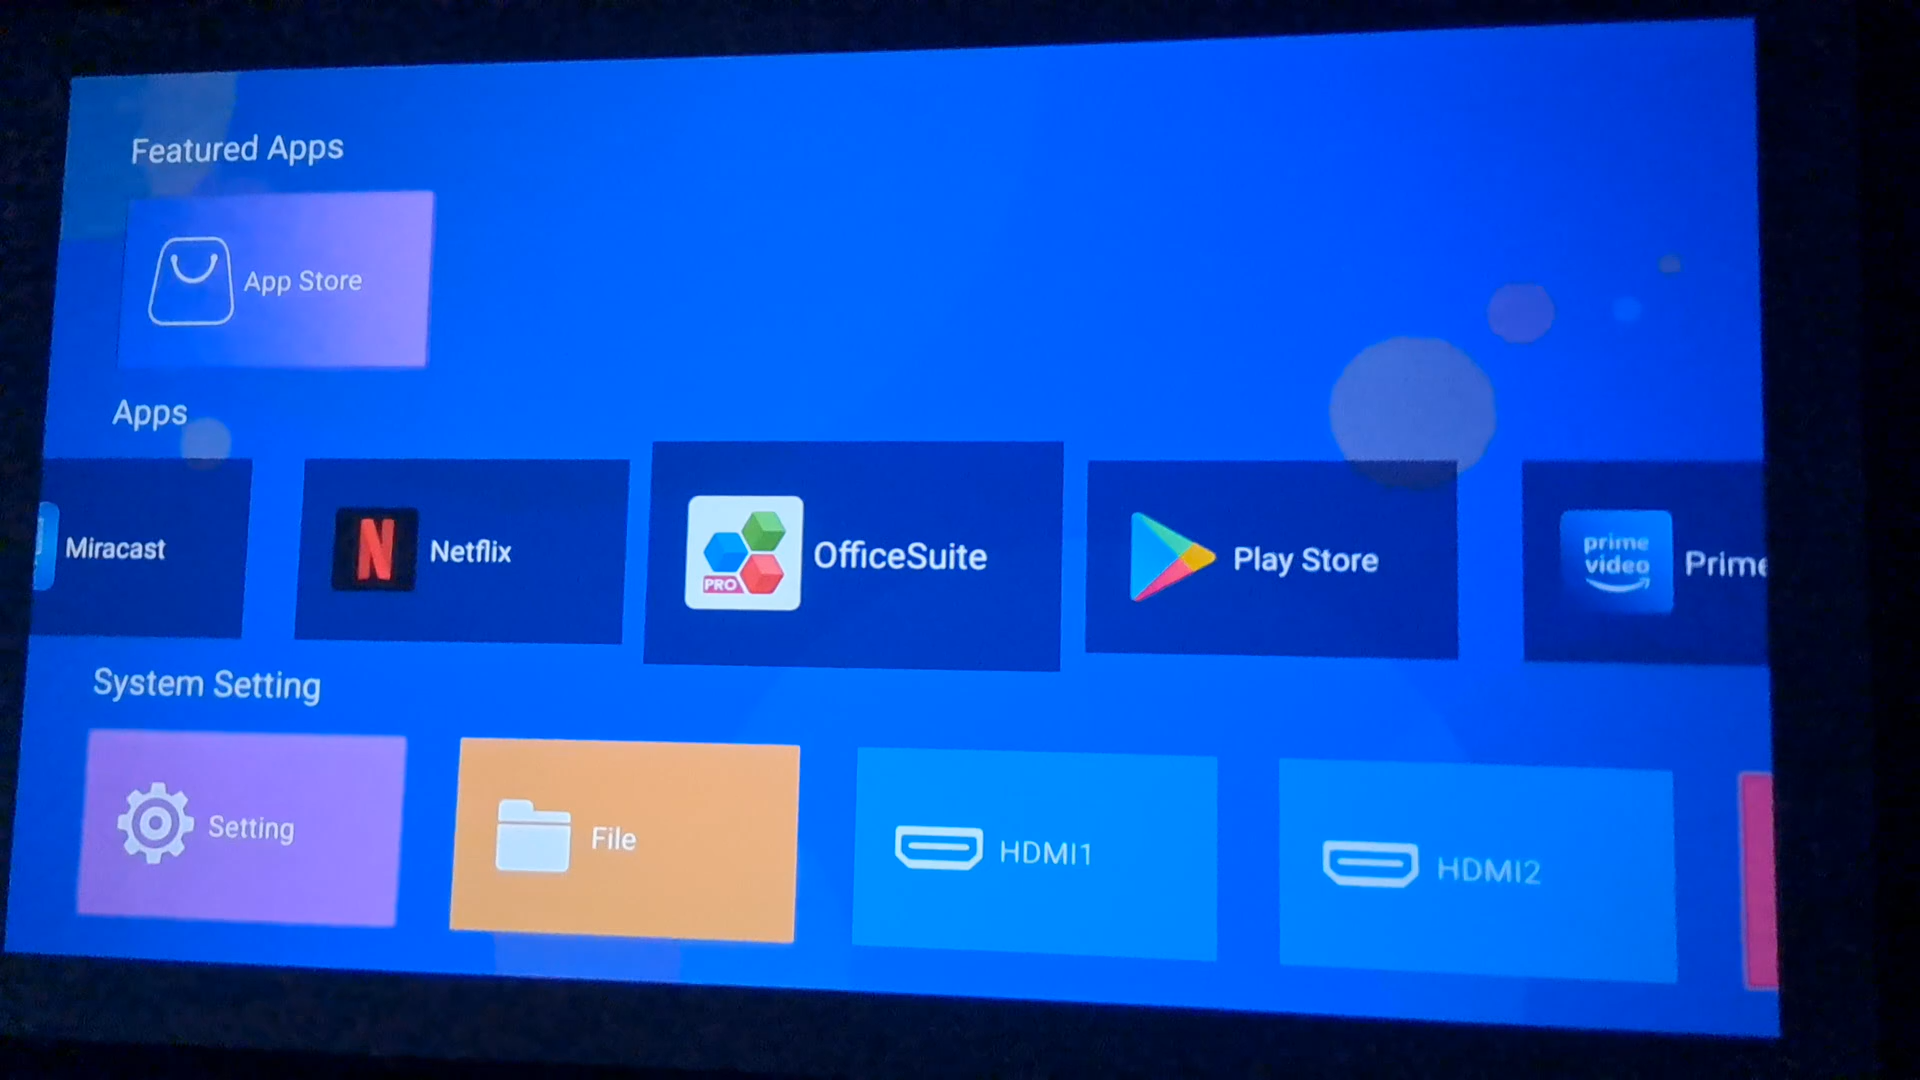 Featured Apps
App Store
Apps
Miracast
N
Netflix
PRO
OfficeSuite
Play Store
prime
video
Prime
System Setting
Setting
File
HDMI1
HDMI2